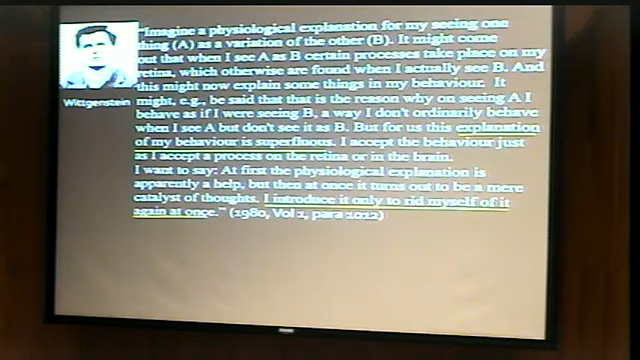 "Imagine a physiological explanation for my seeing one
thing (A) as a variation of the other (B). It might come
out that when I see A as B certain processes take place on my
retina, which otherwise are found when I actually see B. And
this might now explain some things in my behaviour. It
might, e.g., be said that that is the reason why on seeing A I
behave as if I were seeing B, a way I don't ordinarily behave
when I see A but don't see it as B. But for us this explanation
of my behaviour is superfluous. I accept the behaviour just
as I accept a process on the retina or in the brain.
I want to say: At first the physiological explanation is
apparently a help, but then at once it turns out to be a mere
catalyst of thoughts. I introduce it only to rid myself of it
again at once." (1980, Vol 1, para 1012)
Wittgenstein